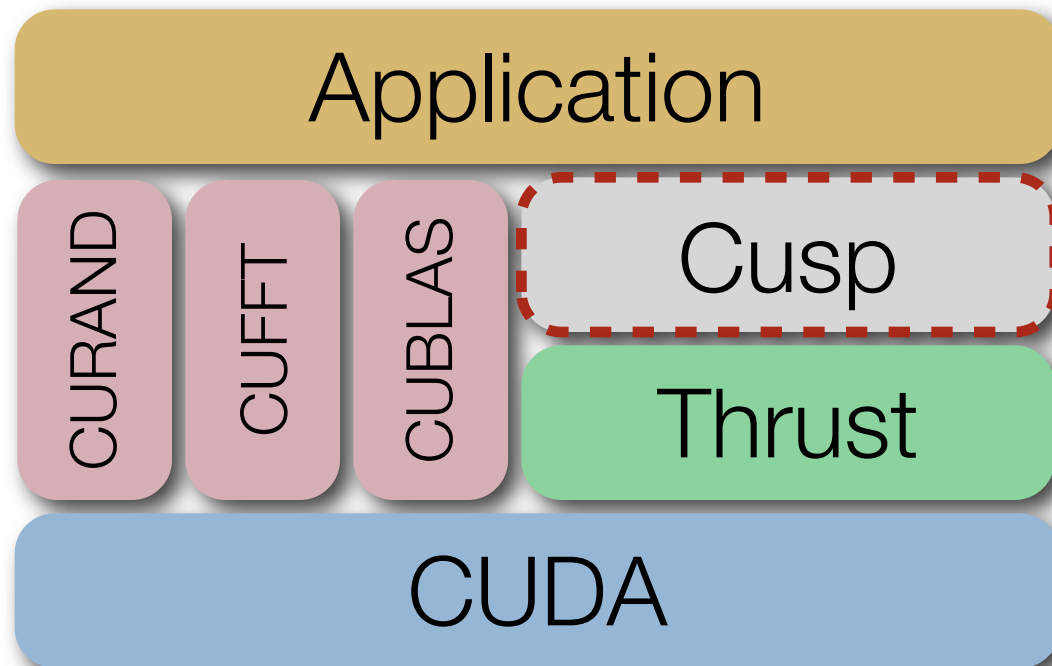 Application
CURAND
CUFFT
CUBLAS
Cusp
Thrust
CUDA